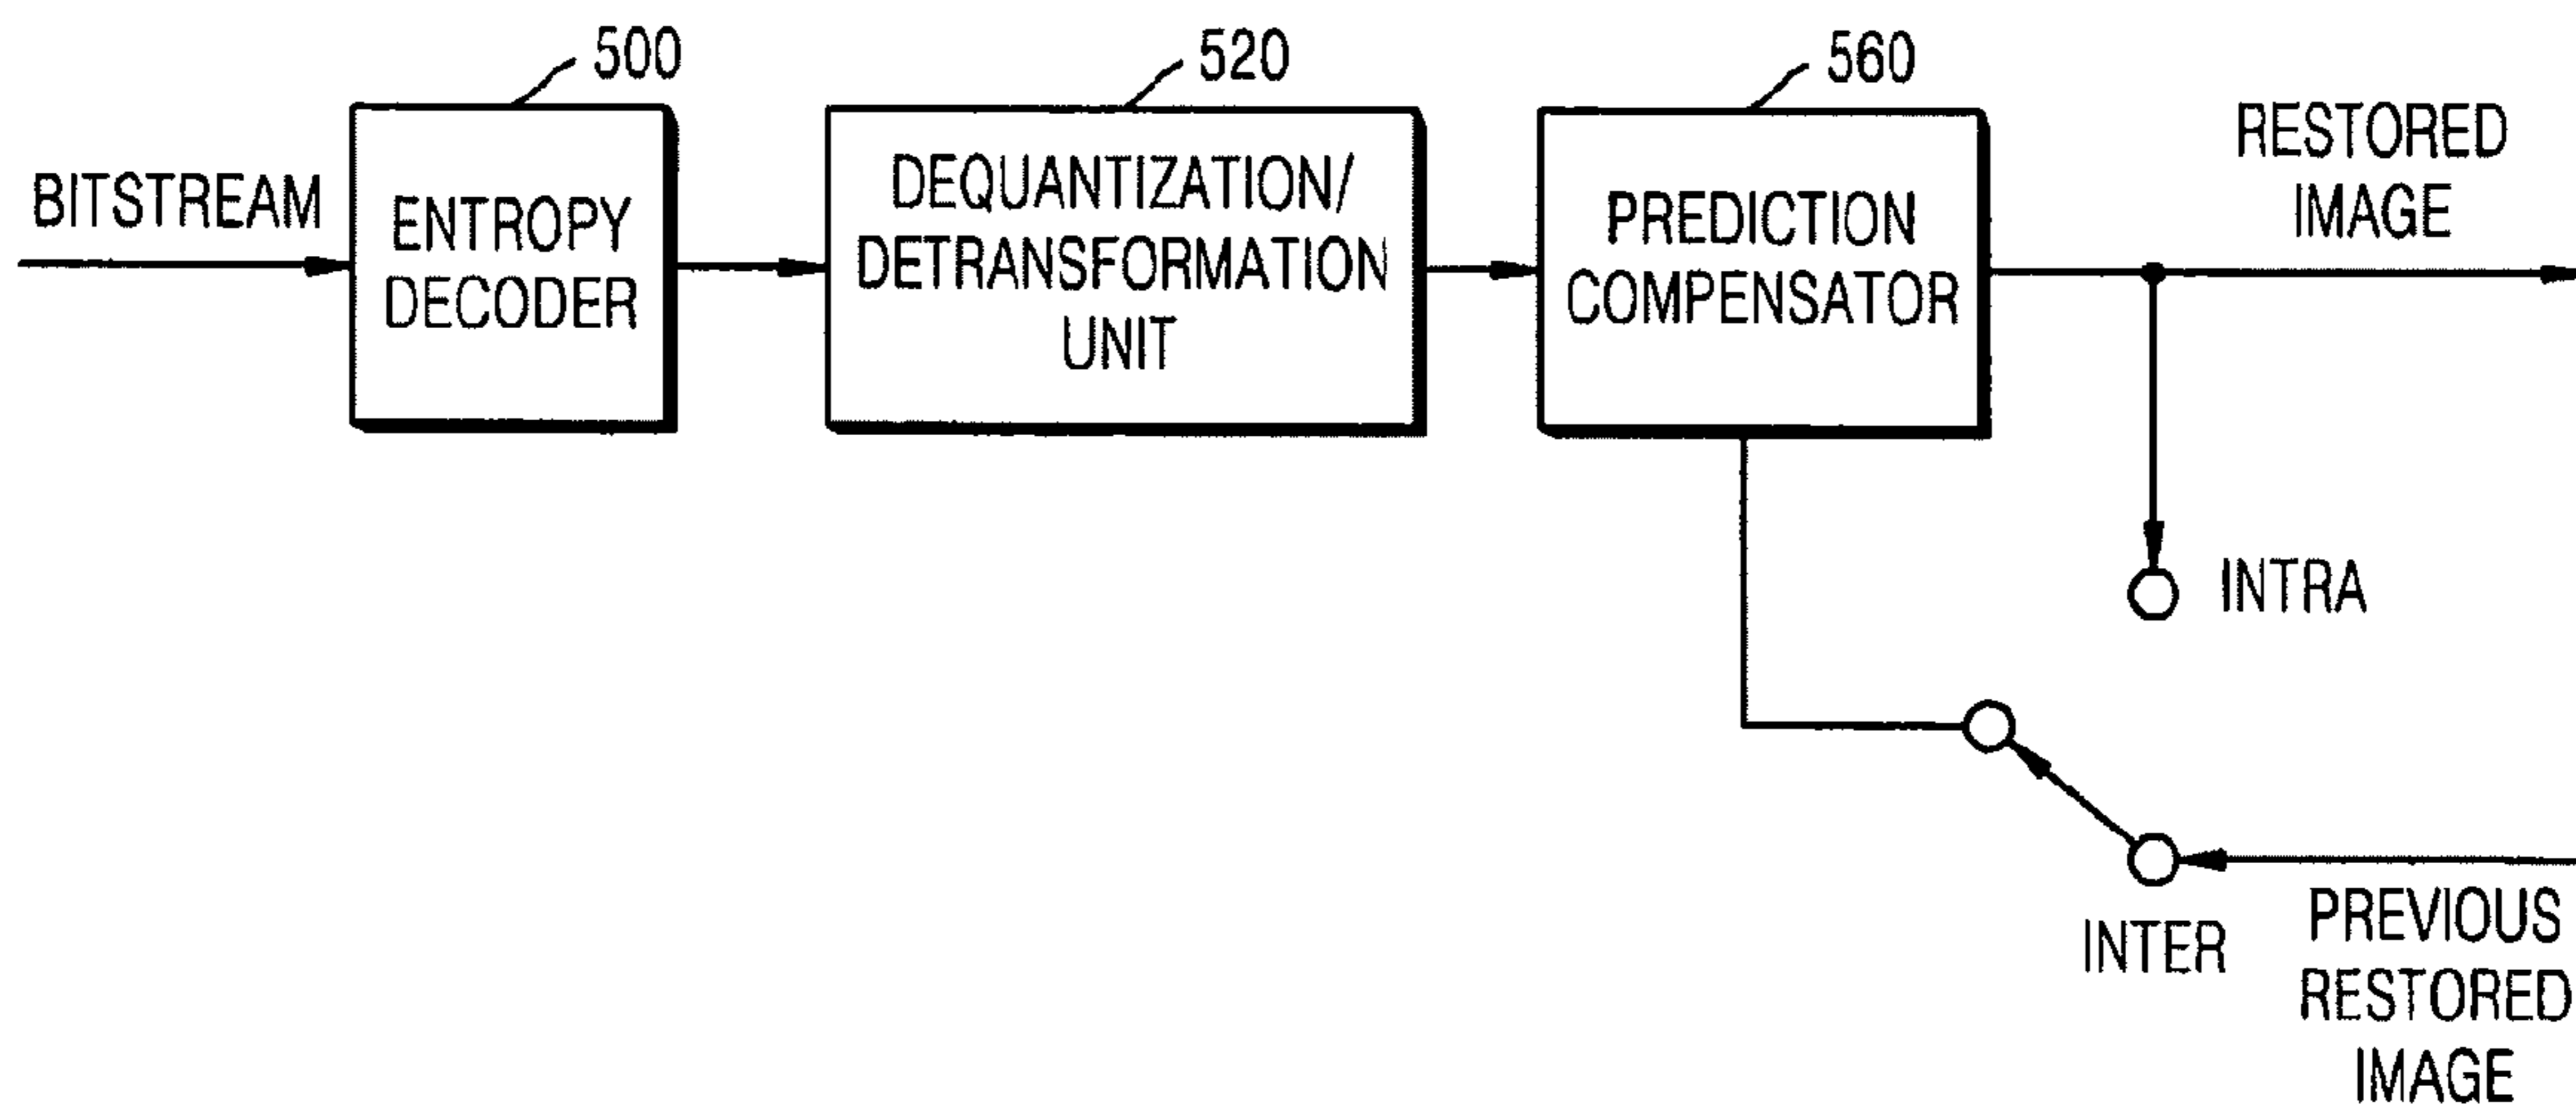 500
520
560
BITSTREAM
ENTROPY
DECODER
DEQUANTIZATION/
DETRANSFORMATION
UNIT
PREDICTION
COMPENSATOR
RESTORED
IMAGE
INTRA
INTER
PREVIOUS
RESTORED
IMAGE